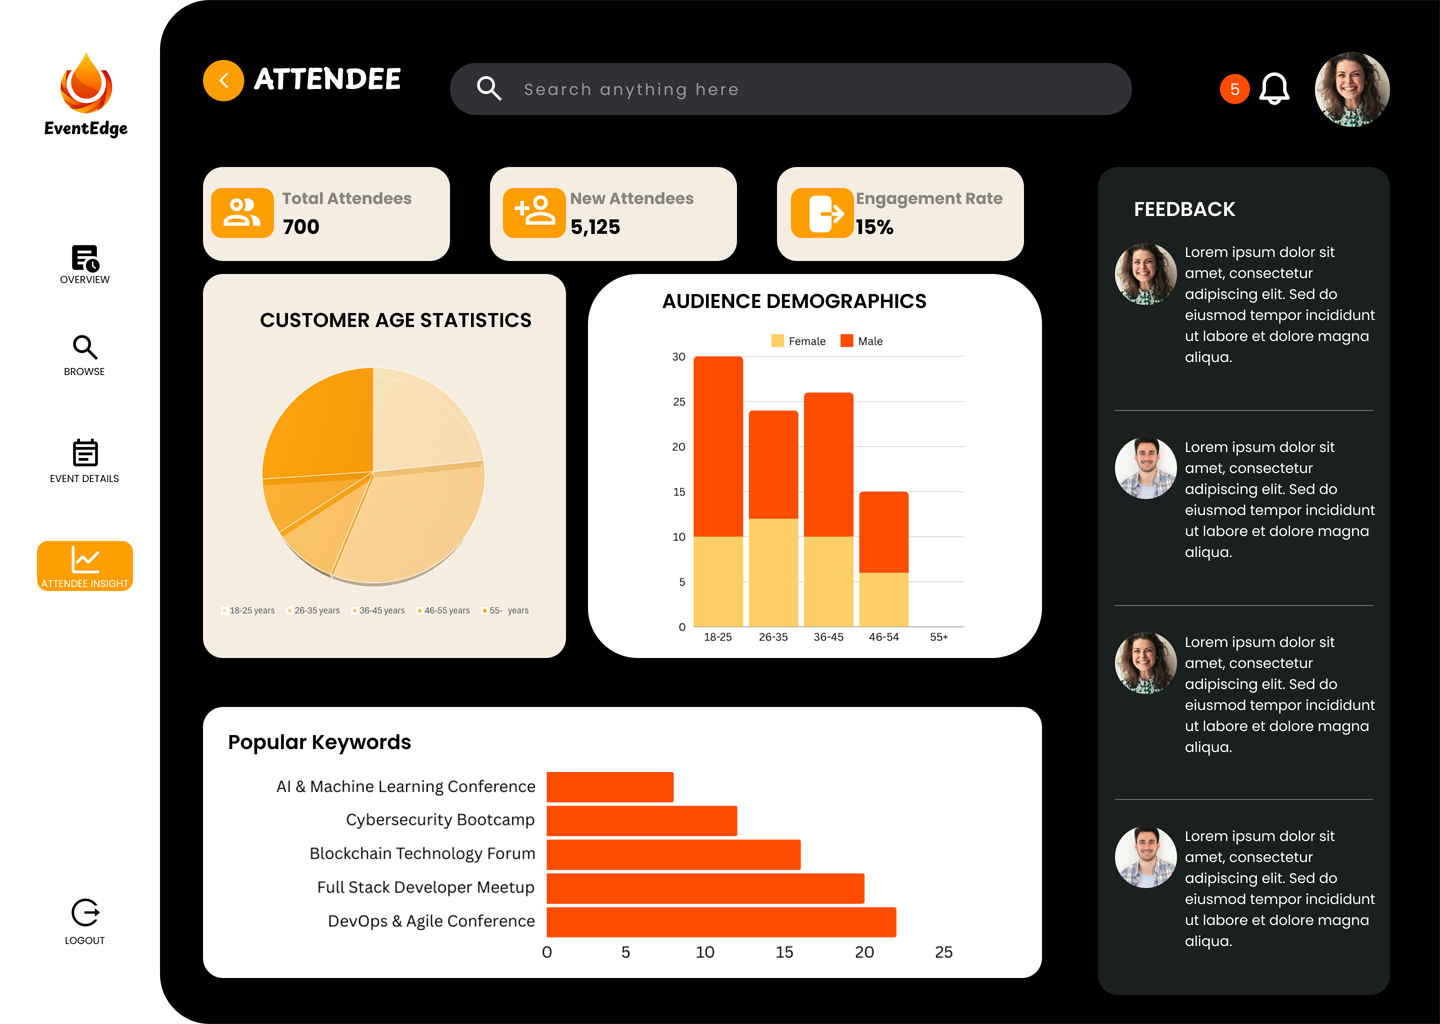 EventEdge
OVERVIEW
BROWSE
EVENT DETAILS
ATTENDEE INSIGHT
LOGOUT
ATTENDEE
Search anything here
5
Total Attendees
700
New Attendees
5,125
Engagement Rate
15%
CUSTOMER AGE STATISTICS
18-25 years 26-35 years 36-45 years 46-55 years 55- years
AUDIENCE DEMOGRAPHICS
Female Male
30
25
20
15
10
5
0
18-25 26-35 36-45 46-54 55+
Popular Keywords
AI & Machine Learning Conference
Cybersecurity Bootcamp
Blockchain Technology Forum
Full Stack Developer Meetup
DevOps & Agile Conference
0 5 10 15 20 25
FEEDBACK
Lorem ipsum dolor sit
amet, consectetur
adipiscing elit. Sed do
eiusmod tempor incididunt
ut labore et dolore magna
aliqua.
Lorem ipsum dolor sit
amet, consectetur
adipiscing elit. Sed do
eiusmod tempor incididunt
ut labore et dolore magna
aliqua.
Lorem ipsum dolor sit
amet, consectetur
adipiscing elit. Sed do
eiusmod tempor incididunt
ut labore et dolore magna
aliqua.
Lorem ipsum dolor sit
amet, consectetur
adipiscing elit. Sed do
eiusmod tempor incididunt
ut labore et dolore magna
aliqua.